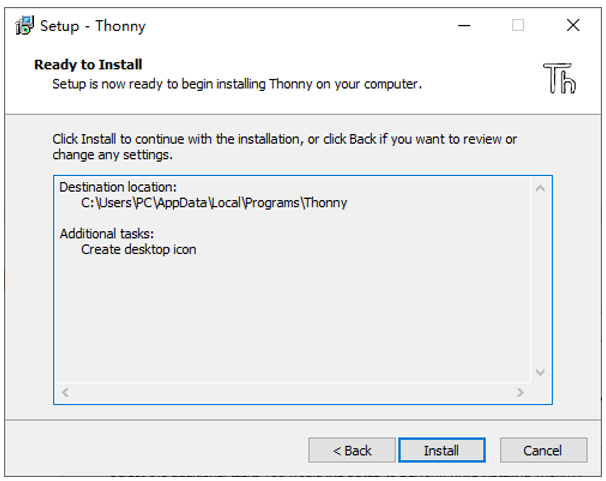 Setup - Thonny
Ready to Install
Setup is now ready to begin installing Thonny on your computer.
Th
Click Install to continue with the installation, or click Back if you want to review or
change any settings.
Destination location:
C:\Users\PC\AppData\Local\Programs\Thonny
Additional tasks:
Create desktop icon
< Back
Install
Cancel